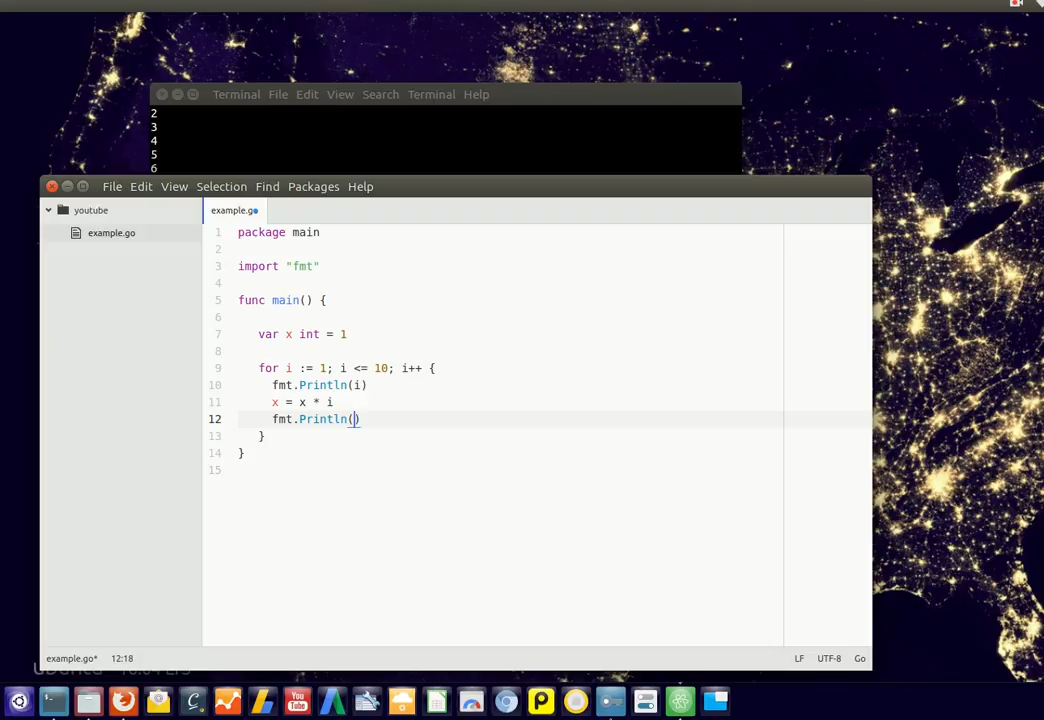 Terminal File Edit View Search Terminal Help
2
3
4
5
6
File Edit View Selection Find Packages Help
youtube
example.go
example.go
1 package main
2
3 import "fmt"
4
5 func main() {
6
7 var x int = 1
8
9 for i := 1; i <= 10; i++ {
10 fmt.Println(i)
11 x = x * i
12 fmt.Println()
13 }
14 }
15
example.go* 12:18 LF UTF-8 Go
You
Tube